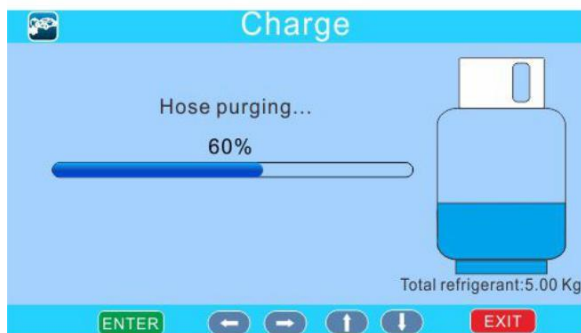 Charge
Hose purging...
60%
Total refrigerant:5.00 Kg
ENTER
EXIT